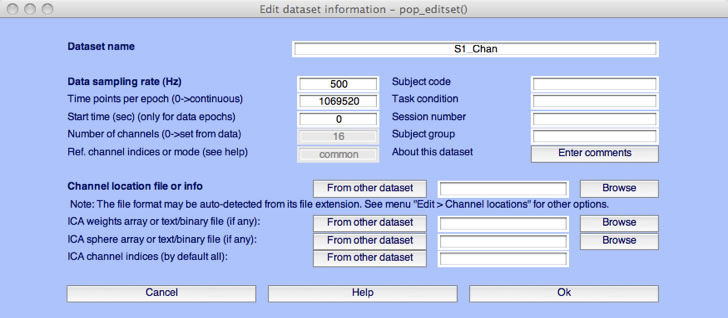 Edit dataset information – pop_editset()
Dataset name S1_Chan
Data sampling rate (Hz) 500 Subject code
Time points per epoch (0->continuous) 1069520 Task condition
Start time (sec) (only for data epochs) 0 Session number
Number of channels (0->set from data) 16 Subject group
Ref. channel indices or mode (see help) common About this dataset Enter comments
Channel location file or info From other dataset Browse
Note: The file format may be auto-detected from its file extension. See menu "Edit > Channel locations" for other options.
ICA weights array or text/binary file (if any): From other dataset Browse
ICA sphere array or text/binary file (if any): From other dataset Browse
ICA channel indices (by default all): From other dataset
Cancel Help Ok